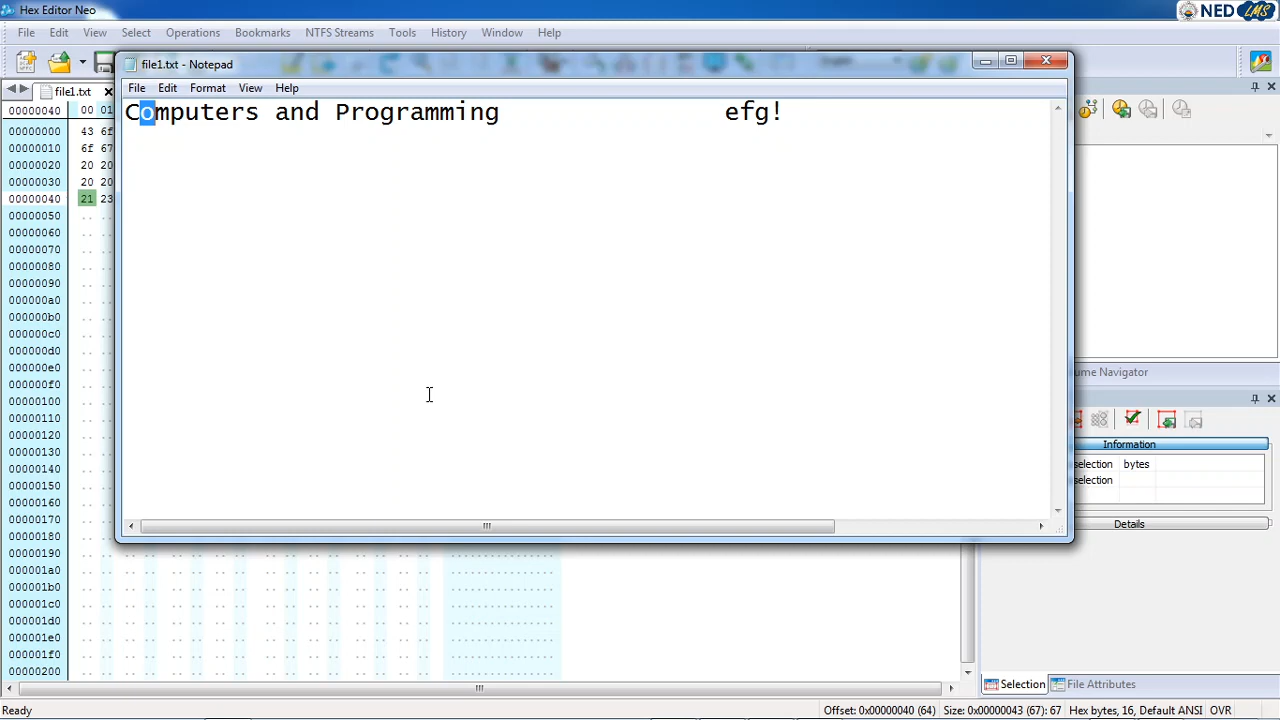 Hex Editor Neo
NED LMS
File Edit View Select Operations Bookmarks NTFS Streams Tools History Window Help
file1.txt - Notepad
file1.txt
File Edit Format View Help
Computers and Programming efg!
00000040 00 01
00000000 43 6f
00000010 6f 67
00000020 20 20
00000030 20 20
00000040 21 23
00000050
00000060
00000070
00000080
00000090
000000a0
000000b0
000000c0
000000d0
000000e0
000000f0
00000100
00000110
00000120
00000130
00000140
00000150
00000160
00000170
00000180
00000190
000001a0
000001b0
000001c0
000001d0
000001e0
000001f0
00000200
ume Navigator
Information
selection bytes
selection
Details
Selection File Attributes
Ready Offset: 0x00000040 (64) Size: 0x00000043 (67): 67 Hex bytes, 16, Default ANSI OVR